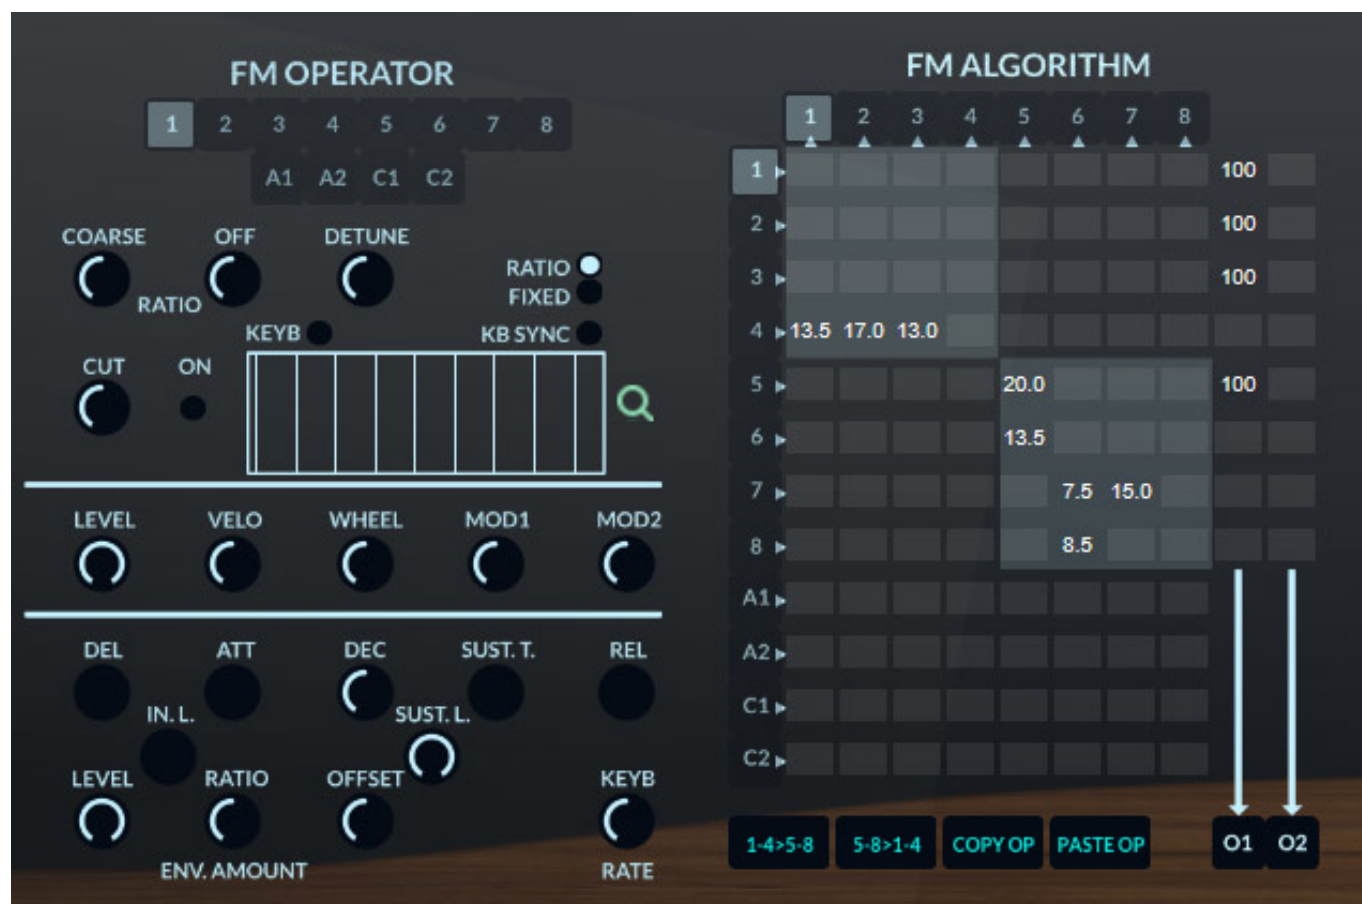 FM OPERATOR
1 2 3 4 5 6 7 8
A1 A2 C1 C2
COARSE OFF DETUNE
RATIO
RATIO
FIXED
KEYB KB SYNC
CUT ON
LEVEL VELO WHEEL MOD1 MOD2
DEL ATT DEC SUST. T. REL
IN. L. SUST. L.
LEVEL RATIO OFFSET KEYB
ENV. AMOUNT RATE
FM ALGORITHM
1 2 3 4 5 6 7 8
1 100
2 100
3 100
4 13.5 17.0 13.0
5 20.0 100
6 13.5
7 7.5 15.0
8 8.5
A1
A2
C1
C2
1-4>5-8 5-8>1-4 COPY OP PASTE OP O1 O2